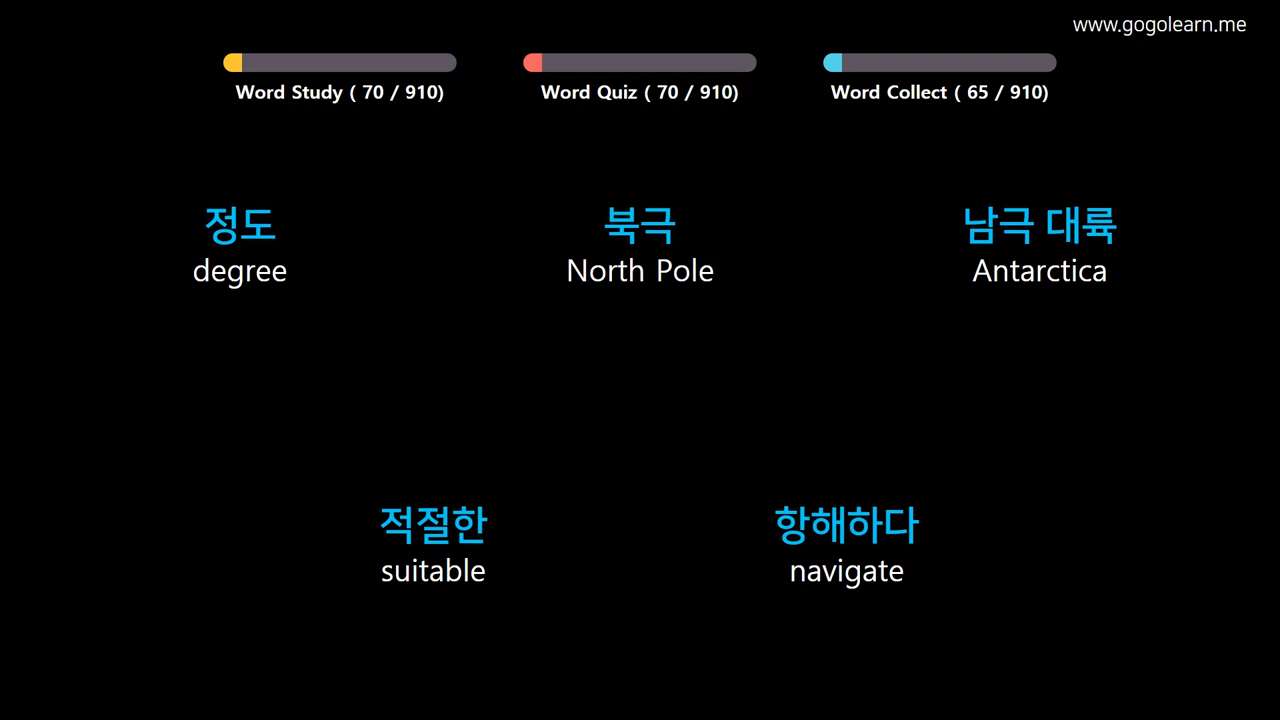 www.gogolearn.me
Word Study ( 70 / 910)
Word Quiz ( 70 / 910)
Word Collect ( 65 / 910)
정도
degree
북극
North Pole
남극 대륙
Antarctica
적절한
suitable
항해하다
navigate